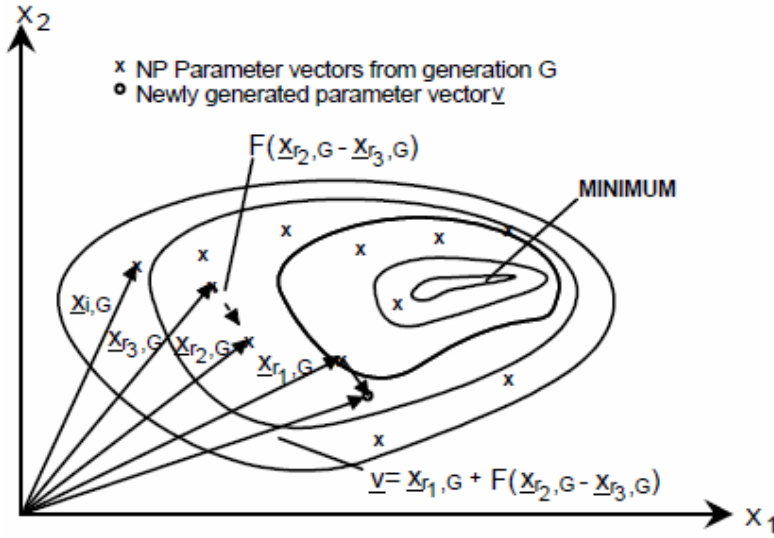 X2
x NP Parameter vectors from generation G
o Newly generated parameter vector v
F(xr2,G - xr3,G)
MINIMUM
xi,G
xr3,G
xr2,G
xr1,G
v= xr1,G + F(xr2,G - xr3,G)
X1